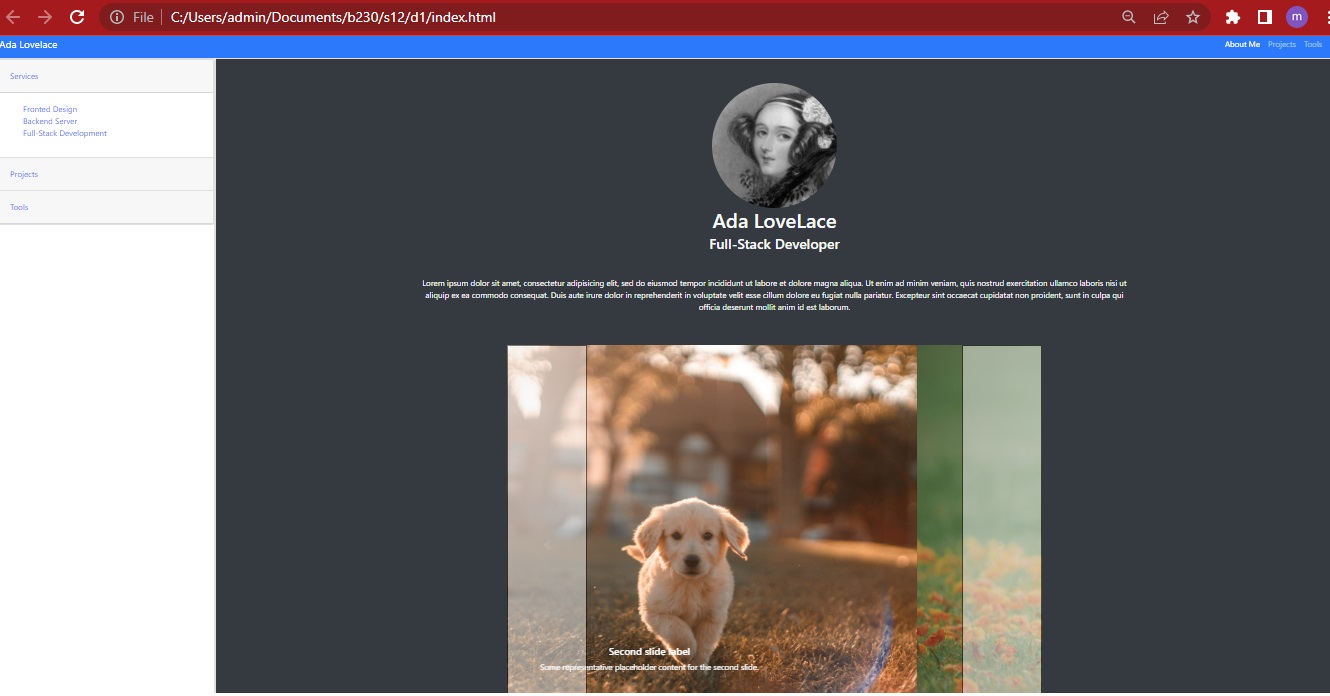 File
C:/Users/admin/Documents/b230/s12/d1/index.html
m
Ada Lovelace
About Me Projects Tools
Services
Fronted Design
Backend Server
Full-Stack Development
Projects
Tools
Ada LoveLace
Full-Stack Developer
Lorem ipsum dolor sit amet, consectetur adipisicing elit, sed do eiusmod tempor incididunt ut labore et dolore magna aliqua. Ut enim ad minim veniam, quis nostrud exercitation ullamco laboris nisi ut
aliquip ex ea commodo consequat. Duis aute irure dolor in reprehenderit in voluptate velit esse cillum dolore eu fugiat nulla pariatur. Excepteur sint occaecat cupidatat non proident, sunt in culpa qui
officia deserunt mollit anim id est laborum.
Second slide label
Some representative placeholder content for the second slide.